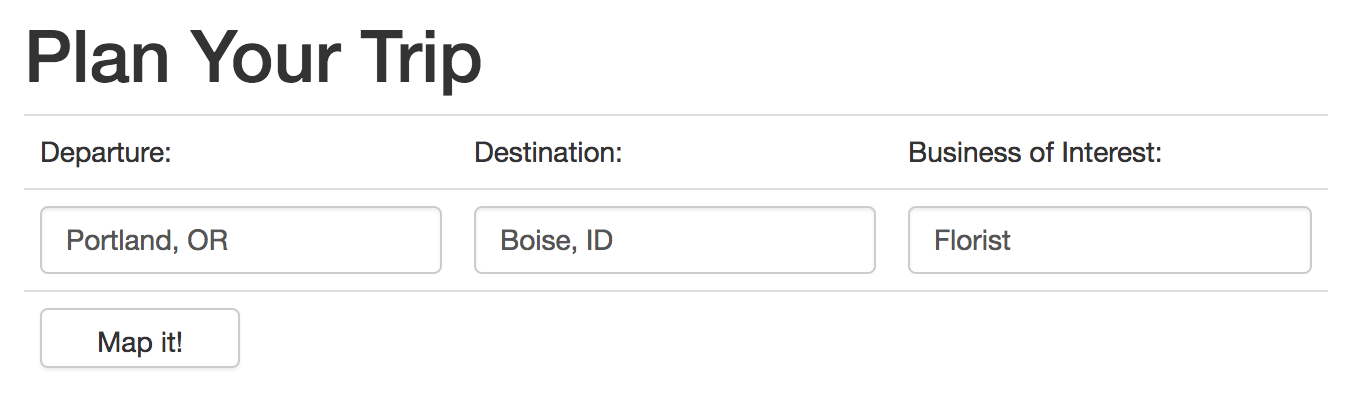 Plan Your Trip
Departure: Destination: Business of Interest:
Portland, OR Boise, ID Florist
Map it!